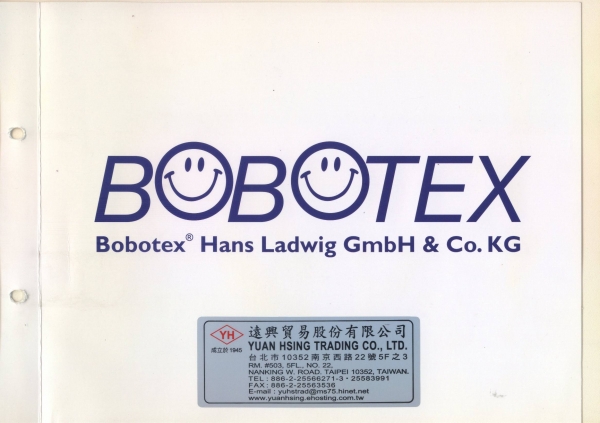 BOBOTEX
Bobotex® Hans Ladwig GmbH & Co. KG
YH 遠興貿易股份有限公司
成立於1945 YUAN HSING TRADING CO., LTD.
台北市10352南京西路22號5F之3
RM. #503, 5FL., NO. 22,
NANKING W. ROAD, TAIPEI 10352, TAIWAN.
TEL : 886-2-25566271-3 · 25583991
FAX : 886-2-25563536
E-mail : yuhstrad@ms75.hinet.net
www.yuanhsing.ehosting.com.tw